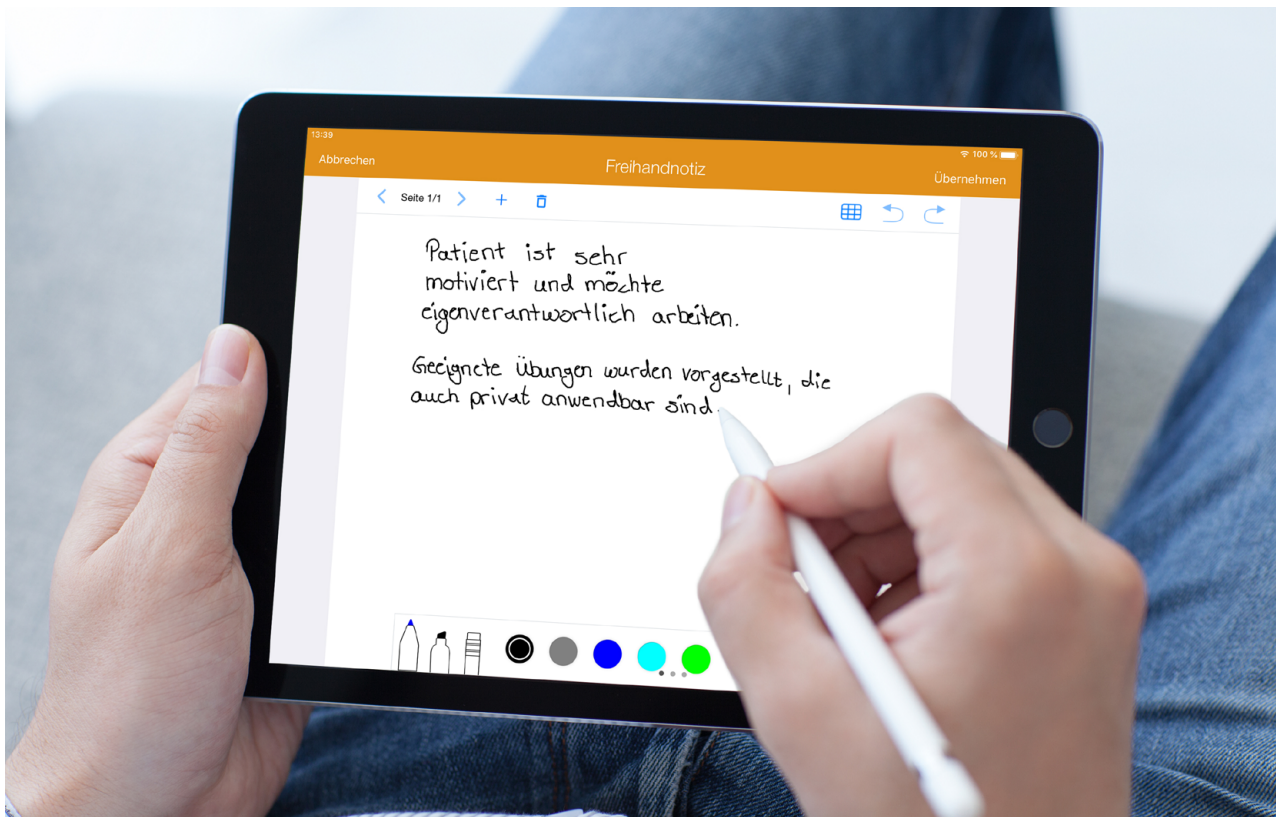 13:39
100 %
Abbrechen
Freihandnotiz
Übernehmen
Seite 1/1
Patient ist sehr
motiviert und möchte
eigenverantwortlich arbeiten.
Geeignete Übungen wurden vorgestellt, die
auch privat anwendbar sind.